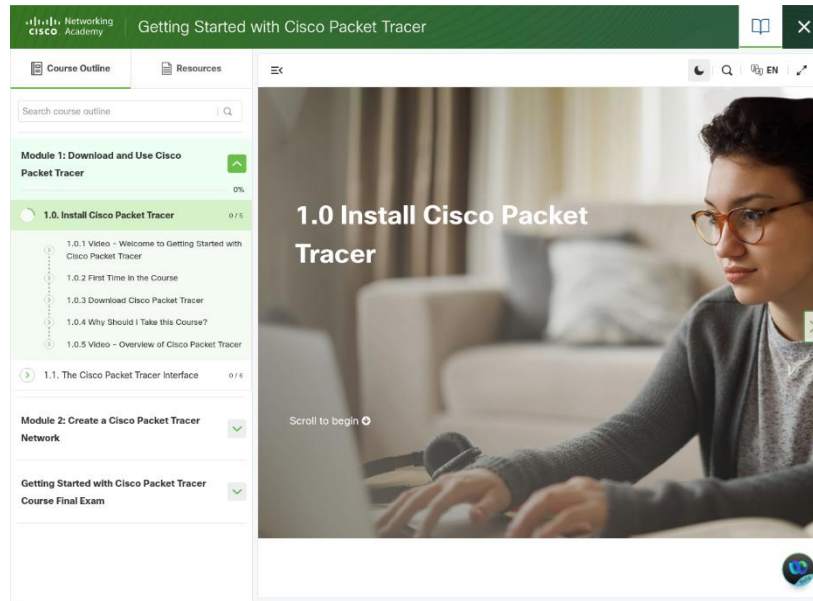 Networking
CISCO Academy
Getting Started with Cisco Packet Tracer
Course Outline
Resources
EN
Search course outline
Module 1: Download and Use Cisco
Packet Tracer
0%
1.0. Install Cisco Packet Tracer
0 / 5
1.0.1 Video - Welcome to Getting Started with
Cisco Packet Tracer
1.0.2 First Time in the Course
1.0.3 Download Cisco Packet Tracer
1.0.4 Why Should I Take this Course?
1.0.5 Video - Overview of Cisco Packet Tracer
1.1. The Cisco Packet Tracer Interface
0 / 6
Module 2: Create a Cisco Packet Tracer
Network
Getting Started with Cisco Packet Tracer
Course Final Exam
1.0 Install Cisco Packet
Tracer
Scroll to begin